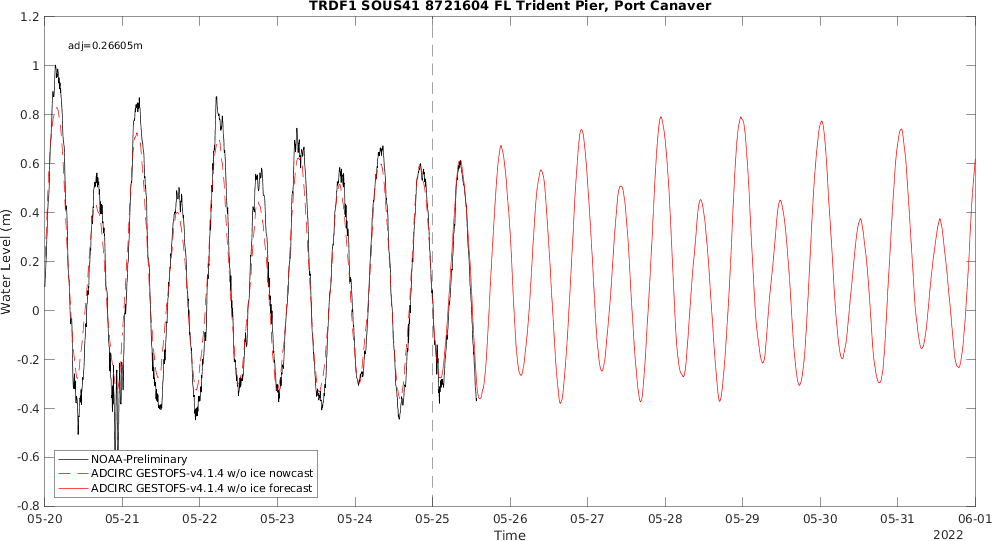 TRDF1 SOUS41 8721604 FL Trident Pier, Port Canaver
adj=0.26605m
1.2
1
0.8
0.6
0.4
0.2
0
-0.2
-0.4
-0.6
-0.8
Water Level (m)
NOAA-Preliminary
ADCIRC GESTOFS-v4.1.4 w/o ice nowcast
ADCIRC GESTOFS-v4.1.4 w/o ice forecast
05-20 05-21 05-22 05-23 05-24 05-25 05-26 05-27 05-28 05-29 05-30 05-31 06-01
Time
2022